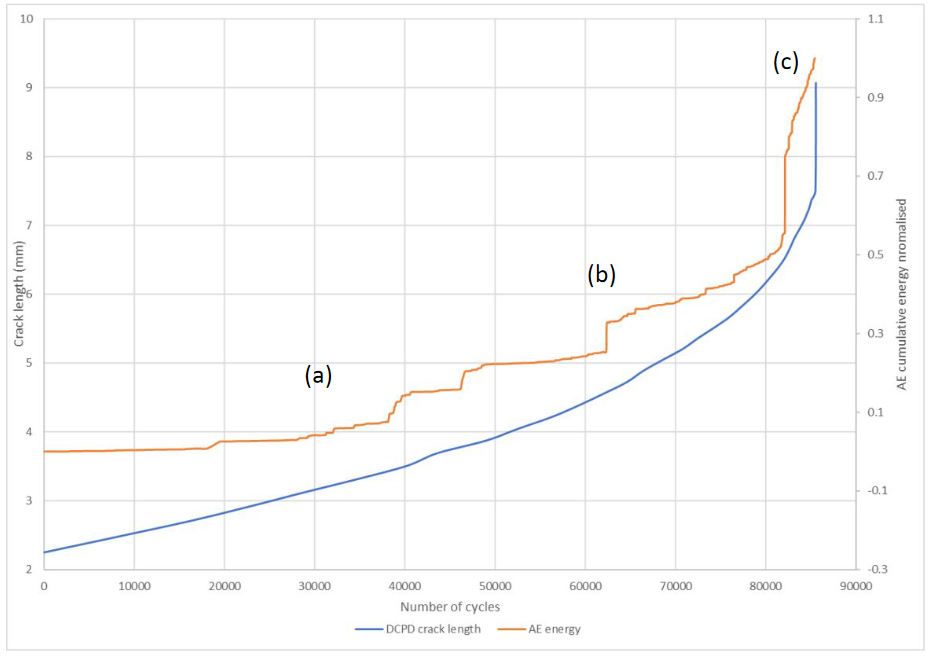 10
9
8
7
6
5
4
3
2
Crack length (mm)
1.1
0.9
0.7
0.5
0.3
0.1
-0.1
-0.3
AE cumulative energy nromalised
(a)
(b)
(c)
0 10000 20000 30000 40000 50000 60000 70000 80000 90000
Number of cycles
DCPD crack length AE energy